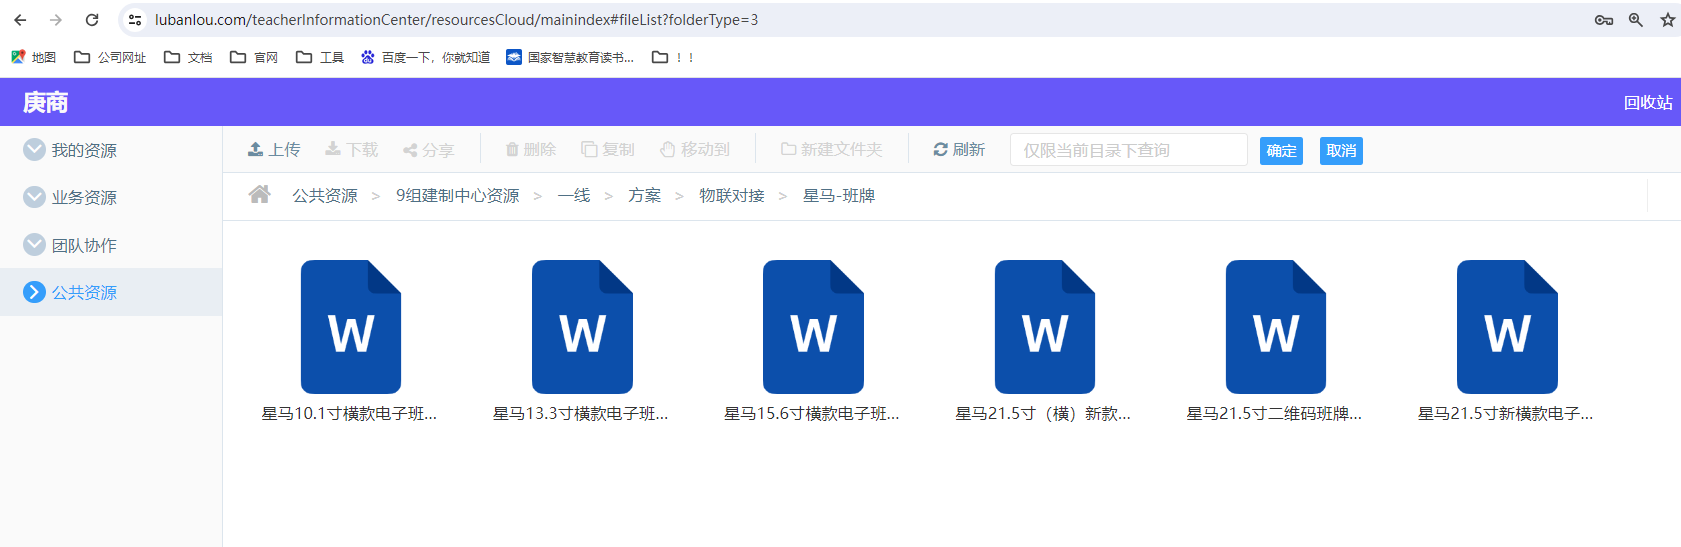 lubanlou.com/teacherInformationCenter/resourcesCloud/mainindex#fileList?folderType=3
地图 公司网址 文档 官网 工具 百度一下,你就知道 国家智慧教育读书... !!
庚商 回收站
我的资源
业务资源
团队协作
公共资源
上传 下载 分享 删除 复制 移动到 新建文件夹 刷新 仅限当前目录下查询 确定 取消
公共资源 > 9组建制中心资源 > 一线 > 方案 > 物联对接 > 星马-班牌
W W W W W W
星马10.1寸横款电子班... 星马13.3寸横款电子班... 星马15.6寸横款电子班... 星马21.5寸（横）新款... 星马21.5寸二维码班牌... 星马21.5寸新横款电子...